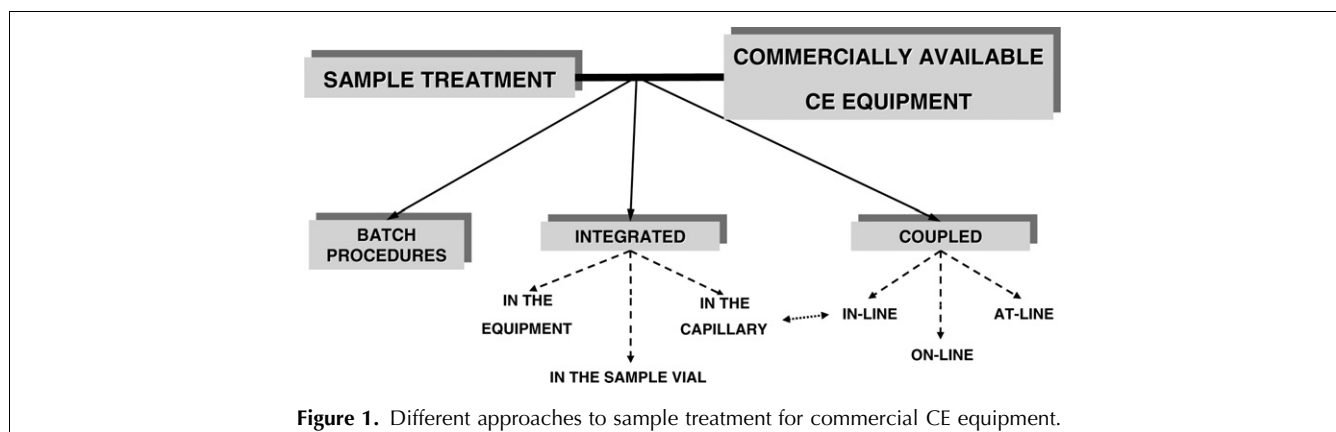 SAMPLE TREATMENT
COMMERCIALLY AVAILABLE
CE EQUIPMENT
BATCH
PROCEDURES
INTEGRATED
COUPLED
IN THE
EQUIPMENT
IN THE SAMPLE VIAL
IN THE
CAPILLARY
IN-LINE
ON-LINE
AT-LINE
Figure 1. Different approaches to sample treatment for commercial CE equipment.